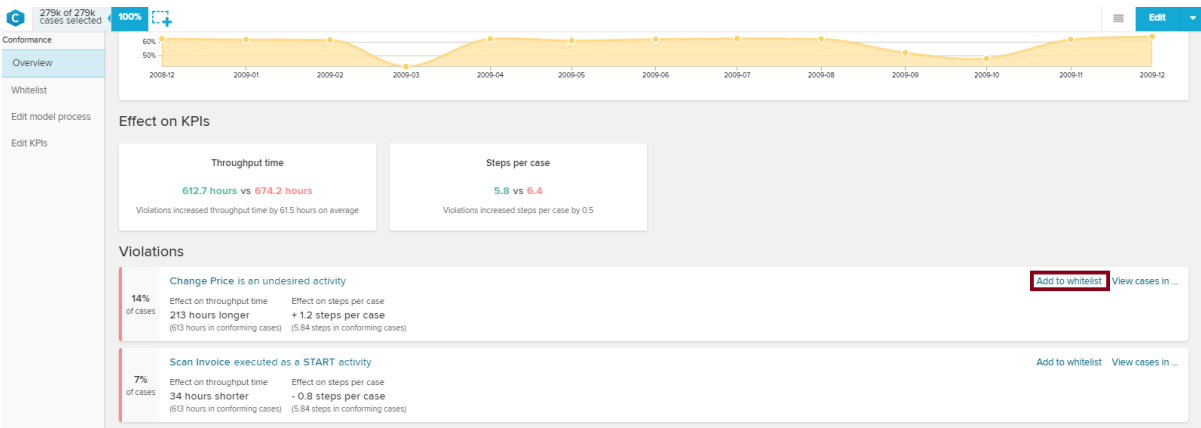 C
279k of 279k
cases selected
100%
Edit
Conformance
Overview
Whitelist
Edit model process
Edit KPIs
60%
50%
2008-12 2009-01 2009-02 2009-03 2009-04 2009-05 2009-06 2009-07 2009-08 2009-09 2009-10 2009-11 2009-12
Effect on KPIs
Throughput time
612.7 hours vs 674.2 hours
Violations increased throughput time by 61.5 hours on average
Steps per case
5.8 vs 6.4
Violations increased steps per case by 0.5
Violations
14%
of cases
Change Price is an undesired activity
Add to whitelist View cases in ...
Effect on throughput time Effect on steps per case
213 hours longer + 1.2 steps per case
(613 hours in conforming cases) (5.84 steps in conforming cases)
7%
of cases
Scan Invoice executed as a START activity
Add to whitelist View cases in ...
Effect on throughput time Effect on steps per case
34 hours shorter - 0.8 steps per case
(613 hours in conforming cases) (5.84 steps in conforming cases)